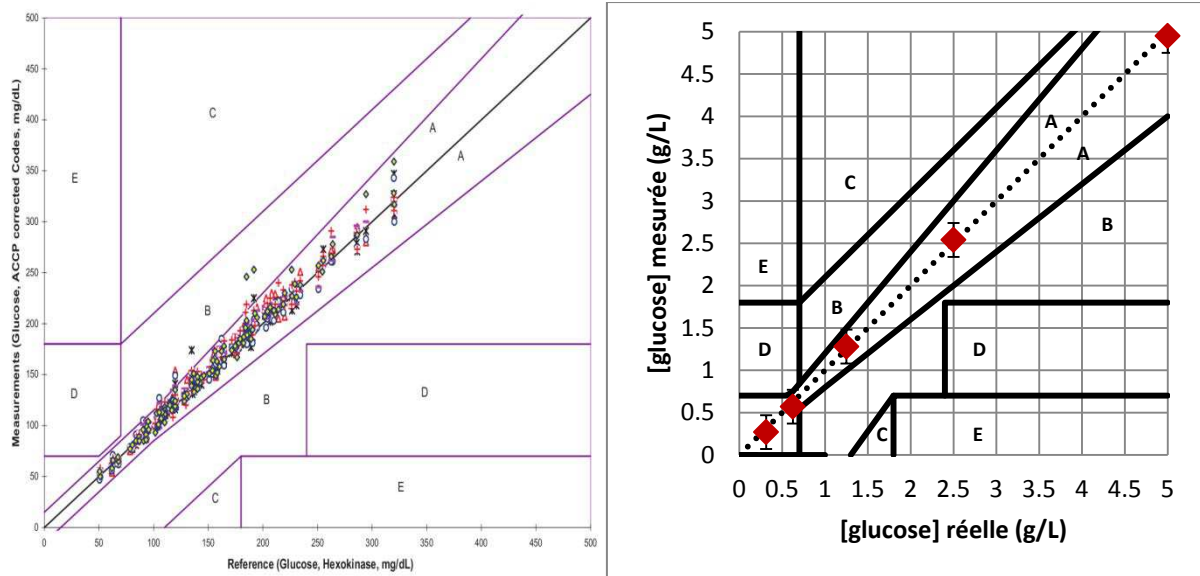 Measurements (Glucose, ACCP corrected Codes, mg/dL)
500
450
400
350
300
250
200
150
100
50
0
C
A
A
E
B
D
B
D
C
E
0 50 100 150 200 250 300 350 400 450 500
Reference (Glucose, Hexokinase, mg/dL)
[glucose] mesurée (g/L)
5
4.5
4
3.5
3
2.5
2
1.5
1
0.5
0
A
A
C
B
E
B
D
D
C
E
0 0.5 1 1.5 2 2.5 3 3.5 4 4.5 5
[glucose] réelle (g/L)